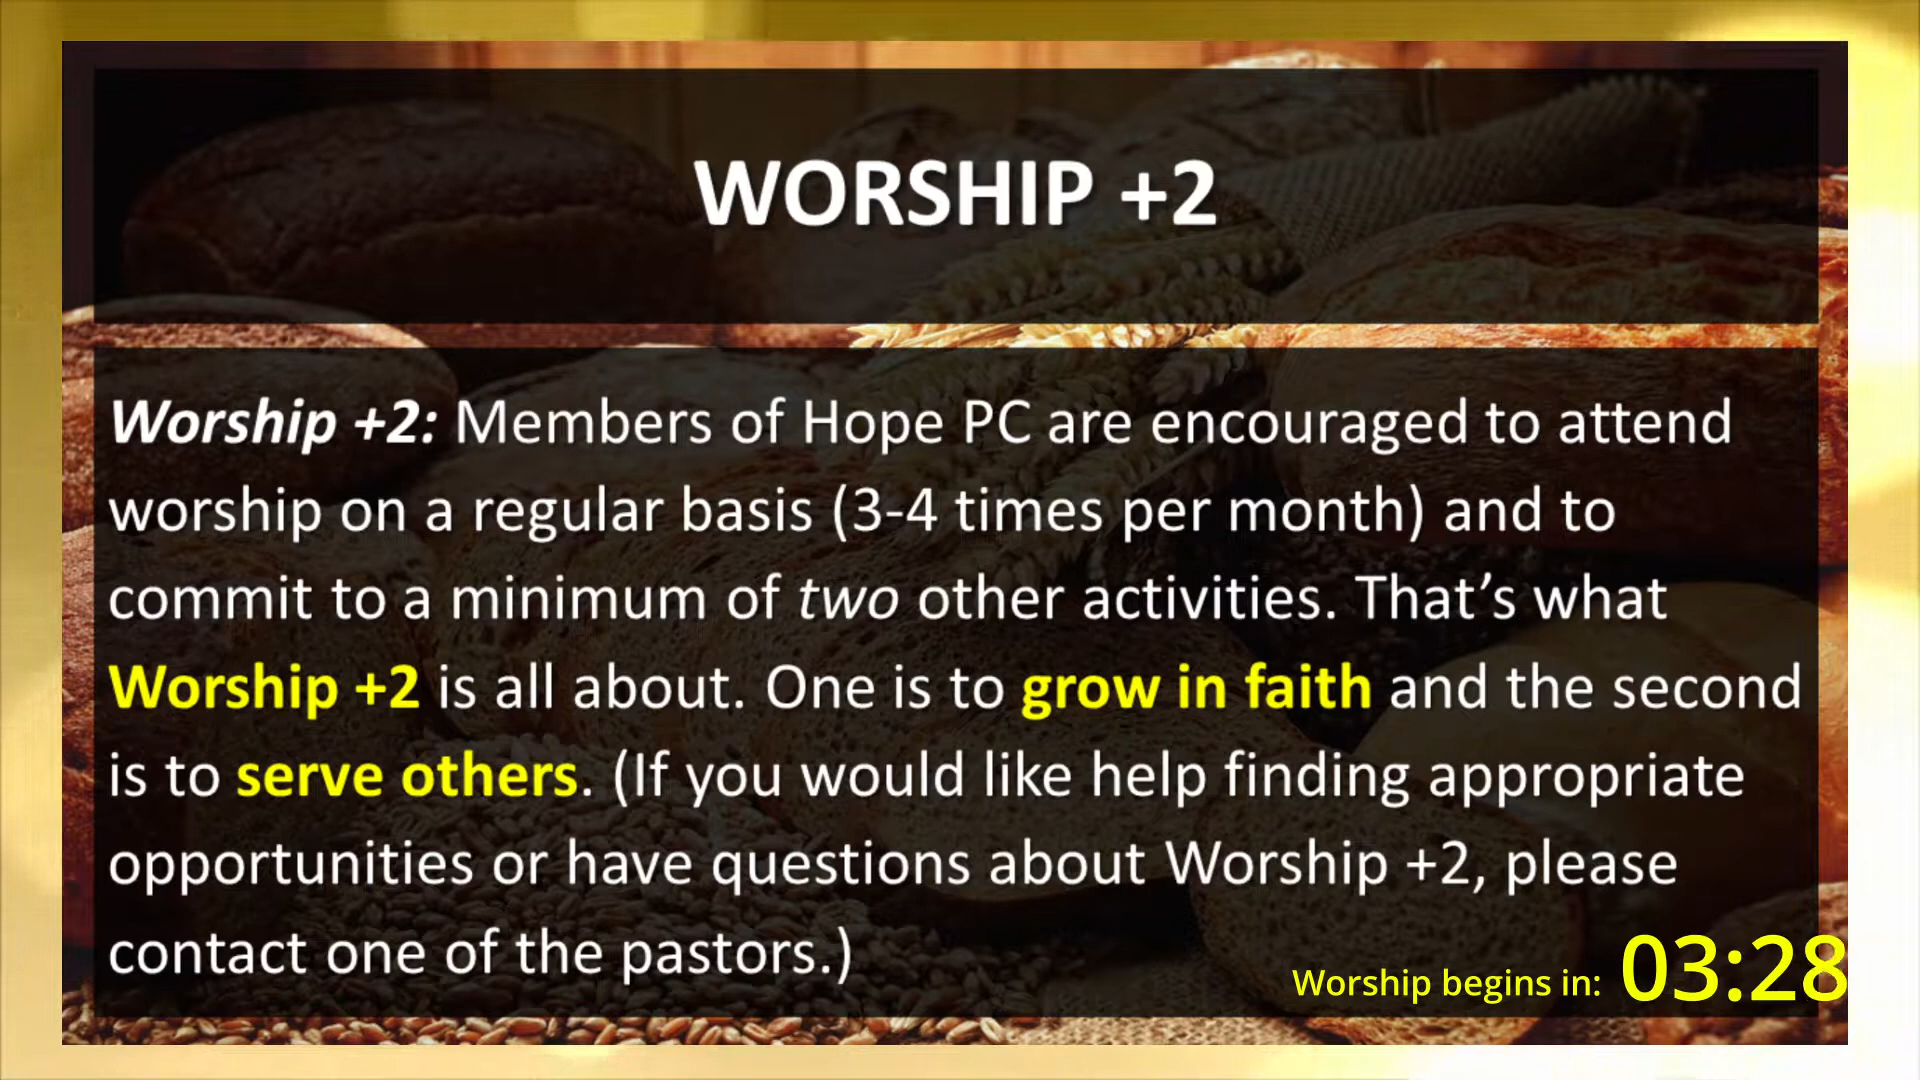 WORSHIP +2
Worship +2: Members of Hope PC are encouraged to attend
worship on a regular basis (3-4 times per month) and to
commit to a minimum of two other activities. That’s what
Worship +2 is all about. One is to grow in faith and the second
is to serve others. (If you would like help finding appropriate
opportunities or have questions about Worship +2, please
contact one of the pastors.)
Worship begins in: 03:28